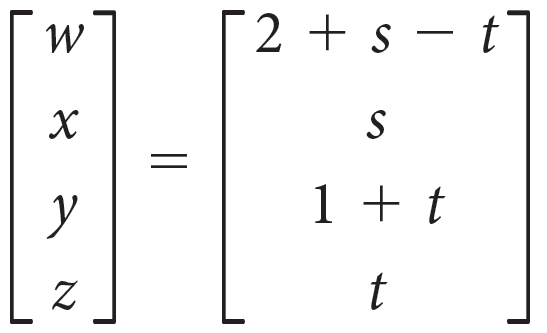 [w] = [2 + s − t]
[x] = [s]
[y] = [1 + t]
[z] = [t]